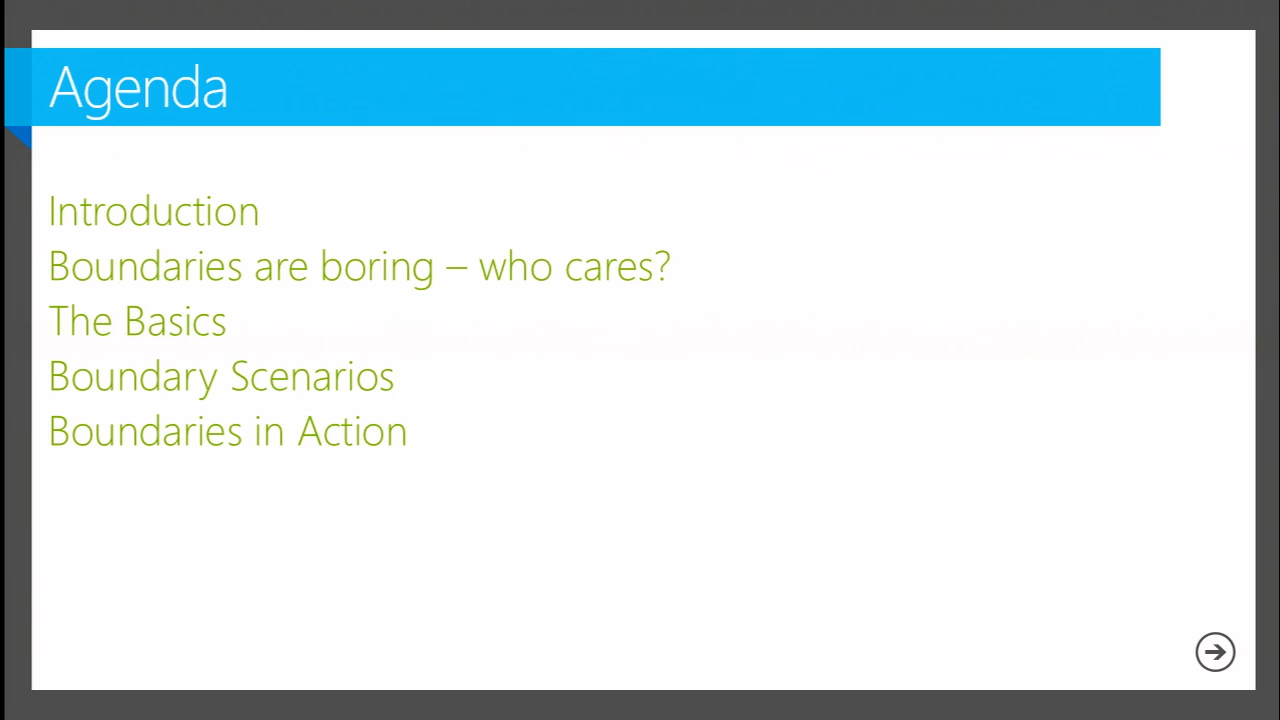 Agenda
Introduction
Boundaries are boring – who cares?
The Basics
Boundary Scenarios
Boundaries in Action